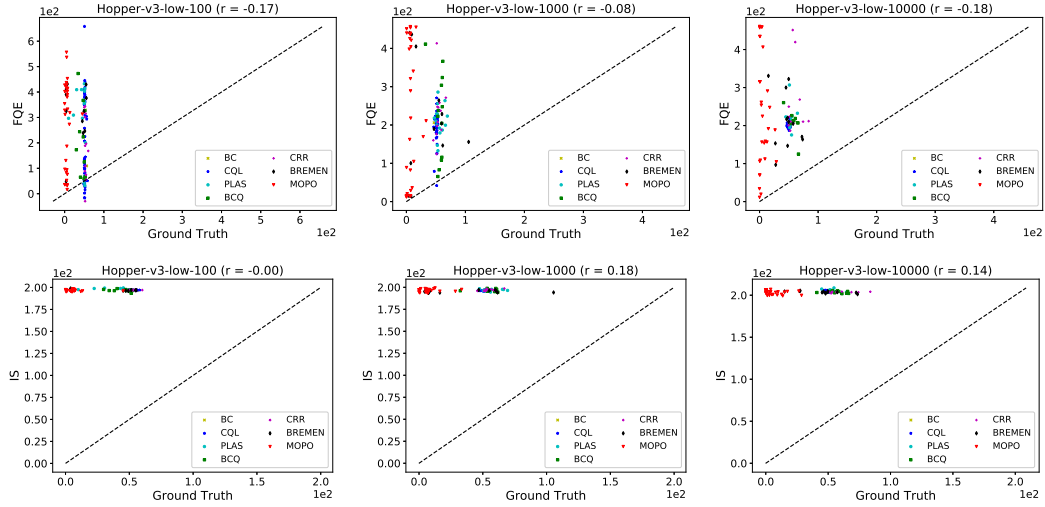 Hopper-v3-low-100 (r = -0.17)
1e2
FQE
6
5
4
3
2
1
0
0 1 2 3 4 5 6
1e2
Ground Truth
BC CRR
CQL BREMEN
PLAS MOPO
BCQ
Hopper-v3-low-1000 (r = -0.08)
1e2
FQE
4
3
2
1
0
0 1 2 3 4
1e2
Ground Truth
BC CRR
CQL BREMEN
PLAS MOPO
BCQ
Hopper-v3-low-10000 (r = -0.18)
1e2
FQE
4
3
2
1
0
0 1 2 3 4
1e2
Ground Truth
BC CRR
CQL BREMEN
PLAS MOPO
BCQ
Hopper-v3-low-100 (r = -0.00)
1e2
IS
2.00
1.75
1.50
1.25
1.00
0.75
0.50
0.25
0.00
0.0 0.5 1.0 1.5 2.0
1e2
Ground Truth
BC CRR
CQL BREMEN
PLAS MOPO
BCQ
Hopper-v3-low-1000 (r = 0.18)
1e2
IS
2.00
1.75
1.50
1.25
1.00
0.75
0.50
0.25
0.00
0.0 0.5 1.0 1.5 2.0
1e2
Ground Truth
BC CRR
CQL BREMEN
PLAS MOPO
BCQ
Hopper-v3-low-10000 (r = 0.14)
1e2
IS
2.0
1.5
1.0
0.5
0.0
0.0 0.5 1.0 1.5 2.0
1e2
Ground Truth
BC CRR
CQL BREMEN
PLAS MOPO
BCQ